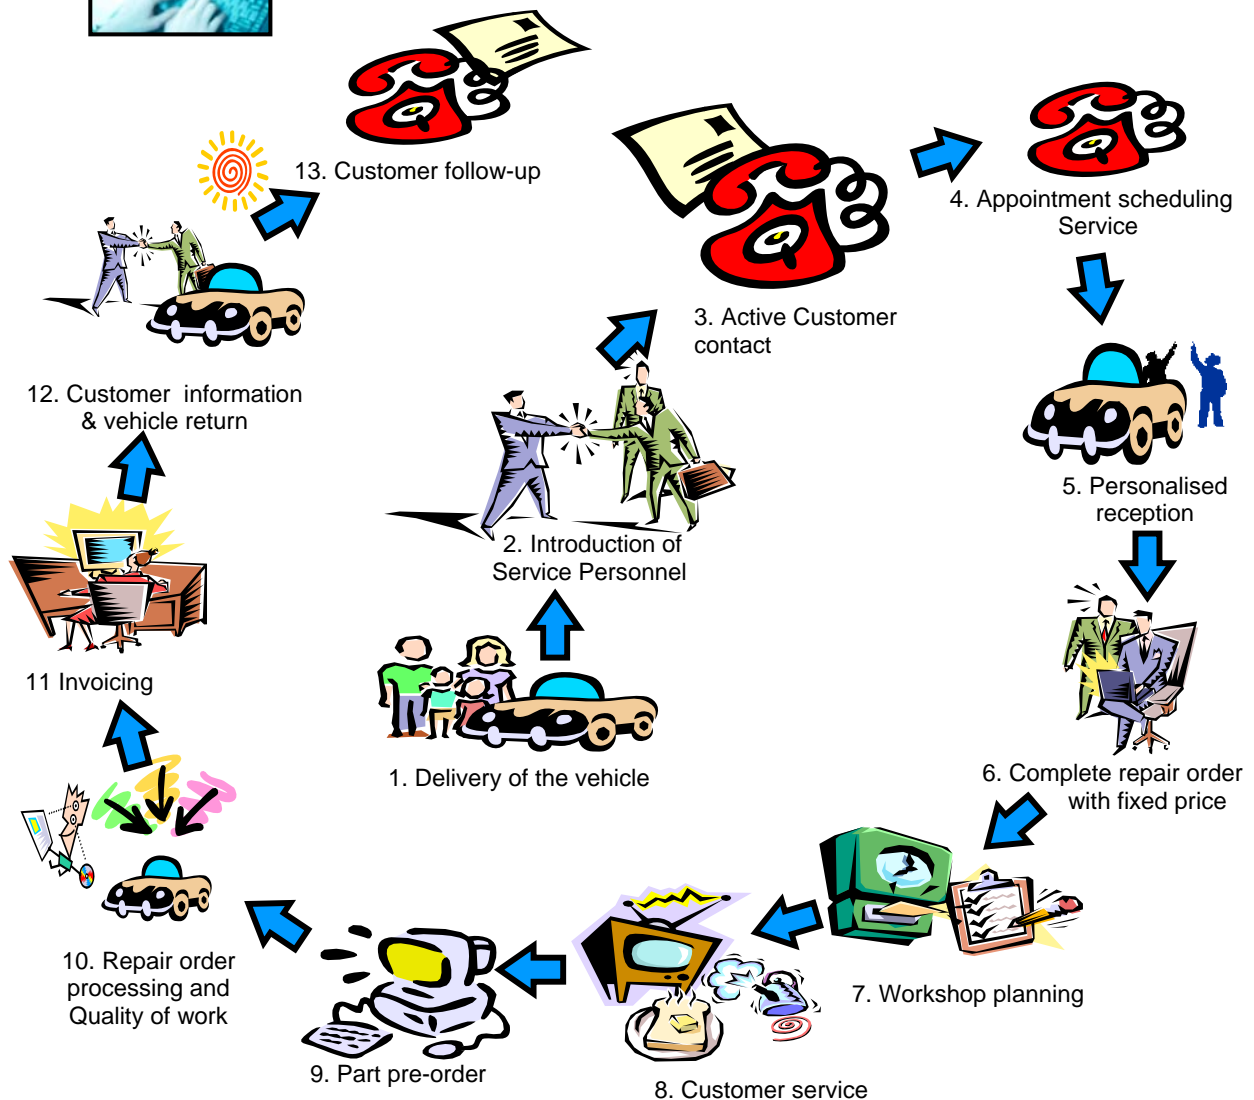 1. Delivery of the vehicle
2. Introduction of
Service Personnel
3. Active Customer
contact
4. Appointment scheduling
Service
5. Personalised
reception
6. Complete repair order
with fixed price
7. Workshop planning
8. Customer service
9. Part pre-order
10. Repair order
processing and
Quality of work
11 Invoicing
12. Customer information
& vehicle return
13. Customer follow-up